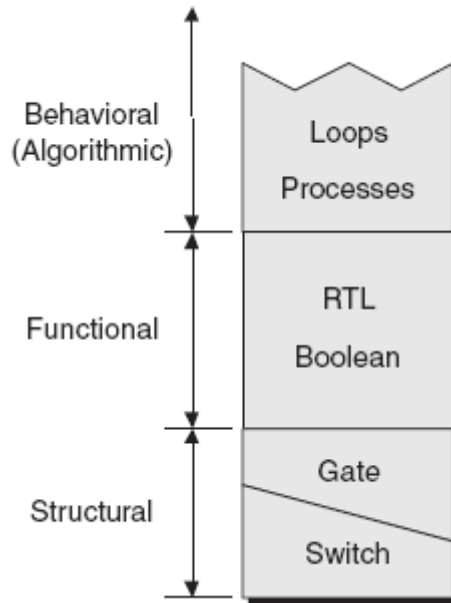 Behavioral
(Algorithmic)
Loops
Processes
Functional
RTL
Boolean
Structural
Gate
Switch